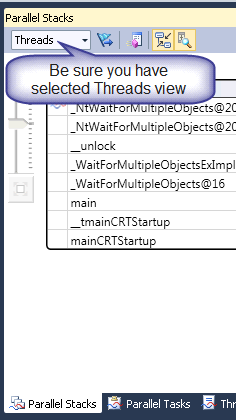 Parallel Stacks
Threads
Be sure you have
selected Threads view
_NtWaitForMultipleObjects@20
_NtWaitForMultipleObjects@20
__unlock
_WaitForMultipleObjectsExImpl
_WaitForMultipleObjects@16
main
__tmainCRTStartup
mainCRTStartup
Parallel Stacks
Parallel Tasks
Thr